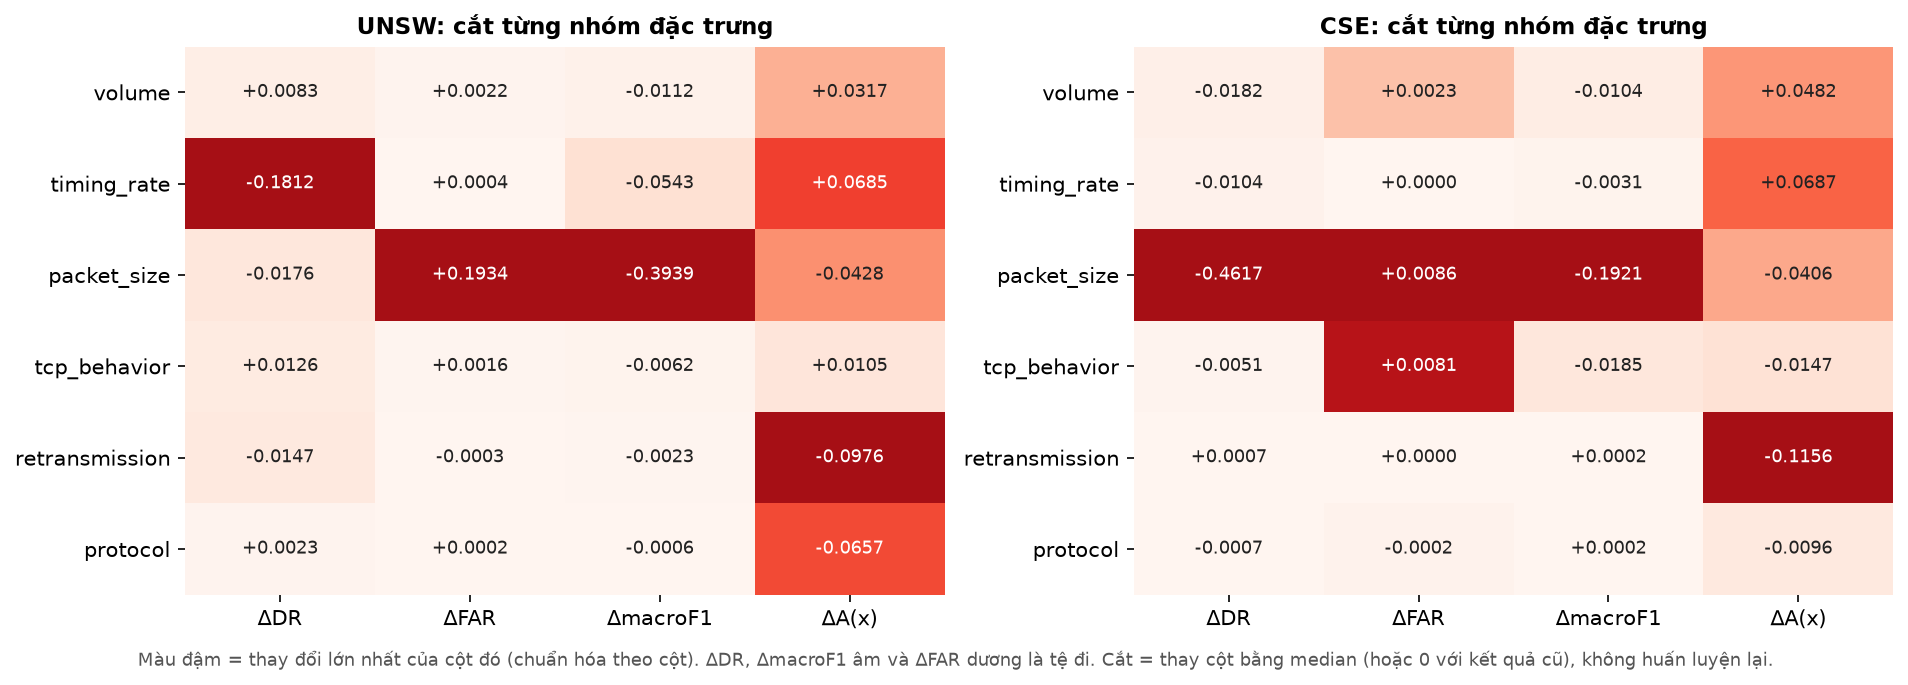 UNSW: cắt từng nhóm đặc trưng
volume +0.0083 +0.0022 -0.0112 +0.0317
timing_rate -0.1812 +0.0004 -0.0543 +0.0685
packet_size -0.0176 +0.1934 -0.3939 -0.0428
tcp_behavior +0.0126 +0.0016 -0.0062 +0.0105
retransmission -0.0147 -0.0003 -0.0023 -0.0976
protocol +0.0023 +0.0002 -0.0006 -0.0657
ΔDR ΔFAR ΔmacroF1 ΔA(x)
CSE: cắt từng nhóm đặc trưng
volume -0.0182 +0.0023 -0.0104 +0.0482
timing_rate -0.0104 +0.0000 -0.0031 +0.0687
packet_size -0.4617 +0.0086 -0.1921 -0.0406
tcp_behavior -0.0051 +0.0081 -0.0185 -0.0147
retransmission +0.0007 +0.0000 +0.0002 -0.1156
protocol -0.0007 -0.0002 +0.0002 -0.0096
ΔDR ΔFAR ΔmacroF1 ΔA(x)
Màu đậm = thay đổi lớn nhất của cột đó (chuẩn hóa theo cột). ΔDR, ΔmacroF1 âm và ΔFAR dương là tệ đi. Cắt = thay cột bằng median (hoặc 0 với kết quả cũ), không huấn luyện lại.